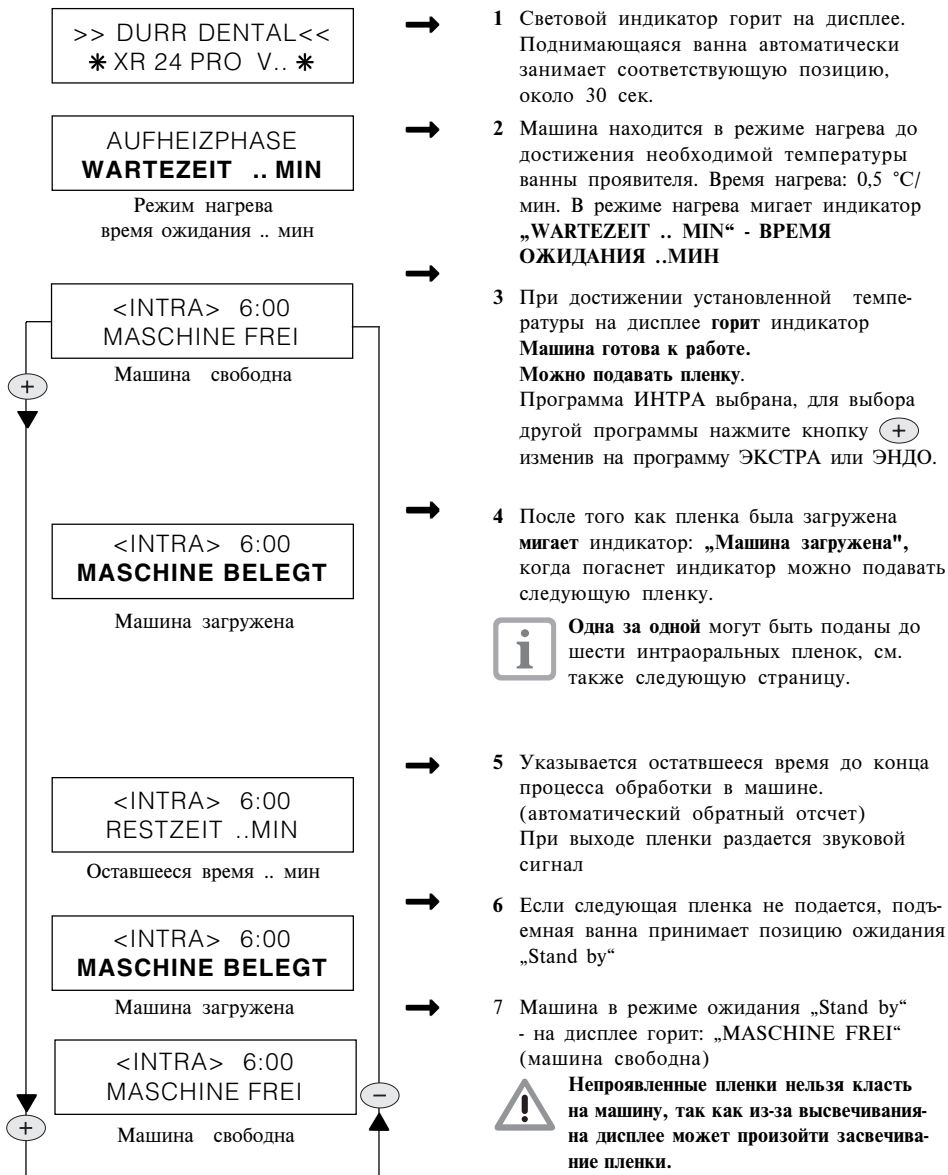 >> DURR DENTAL<<
✱ XR 24 PRO V.. ✱
1 Световой индикатор горит на дисплее.
Поднимающаяся ванна автоматически
занимает соответствующую позицию,
около 30 сек.
AUFHEIZPHASE
WARTEZEIT .. MIN
Режим нагрева
время ожидания .. мин
2 Машина находится в режиме нагрева до
достижения необходимой температуры
ванны проявителя. Время нагрева: 0,5 °C/
мин. В режиме нагрева мигает индикатор
„WARTEZEIT .. MIN“ - ВРЕМЯ
ОЖИДАНИЯ ..МИН
<INTRA> 6:00
MASCHINE FREI
Машина свободна
+
3 При достижении установленной темпе-
ратуры на дисплее горит индикатор
Машина готова к работе.
Можно подавать пленку.
Программа ИНТРА выбрана, для выбора
другой программы нажмите кнопку +
изменив на программу ЭКСТРА или ЭНДО.
<INTRA> 6:00
MASCHINE BELEGT
Машина загружена
4 После того как пленка была загружена
мигает индикатор: „Машина загружена",
когда погаснет индикатор можно подавать
следующую пленку.
i
Одна за одной могут быть поданы до
шести интраоральных пленок, см.
также следующую страницу.
<INTRA> 6:00
RESTZEIT ..MIN
Оставшееся время .. мин
5 Указывается остатвшееся время до конца
процесса обработки в машине.
(автоматический обратный отсчет)
При выходе пленки раздается звуковой
сигнал
<INTRA> 6:00
MASCHINE BELEGT
Машина загружена
6 Если следующая пленка не подается, подъ-
емная ванна принимает позицию ожидания
„Stand by“
<INTRA> 6:00
MASCHINE FREI
Машина свободна
+
−
7 Машина в режиме ожидания „Stand by“
- на дисплее горит: „MASCHINE FREI“
(машина свободна)
!
Непроявленные пленки нельзя класть
на машину, так как из-за высвечивания-
на дисплее может произойти засвечива-
ние пленки.